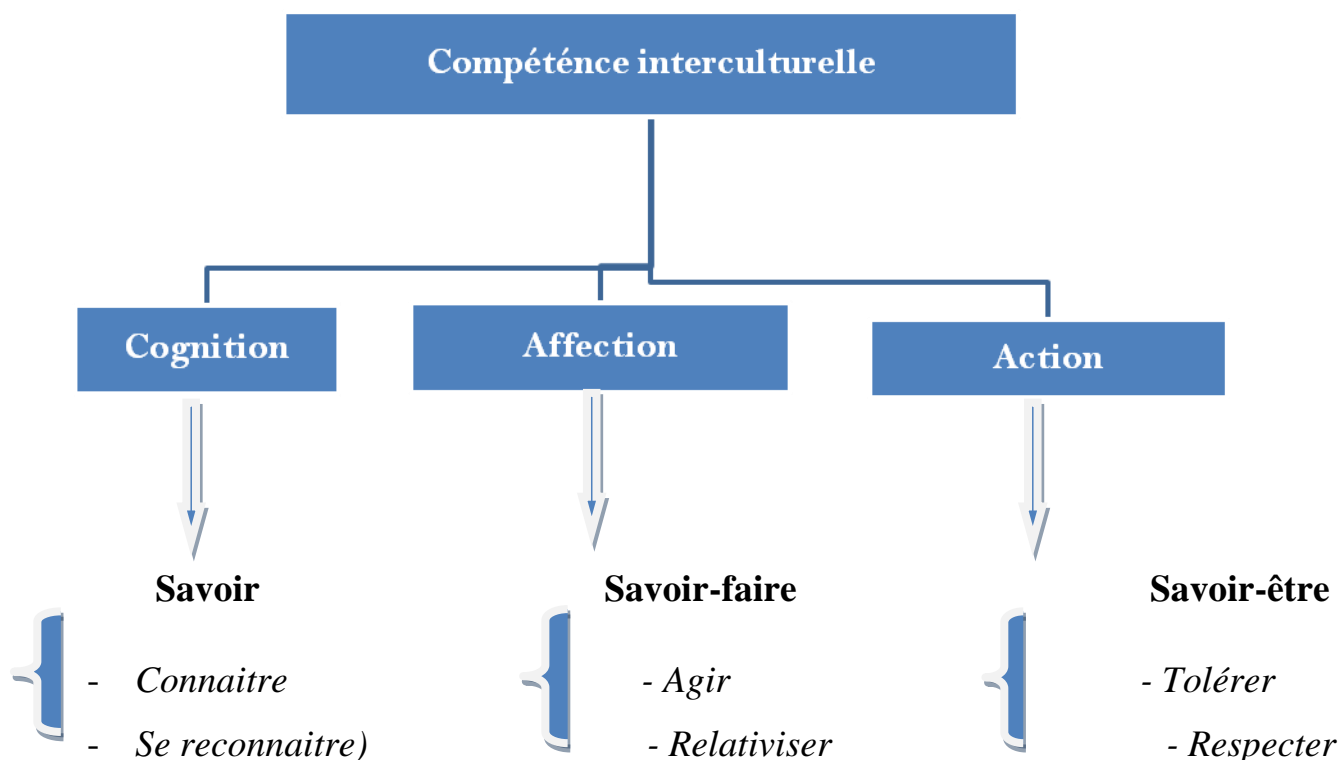 Compéténce interculturelle
Cognition
Affection
Action
Savoir
Savoir-faire
Savoir-être
- Connaitre
- Agir
- Tolérer
- Se reconnaitre)
- Relativiser
- Respecter